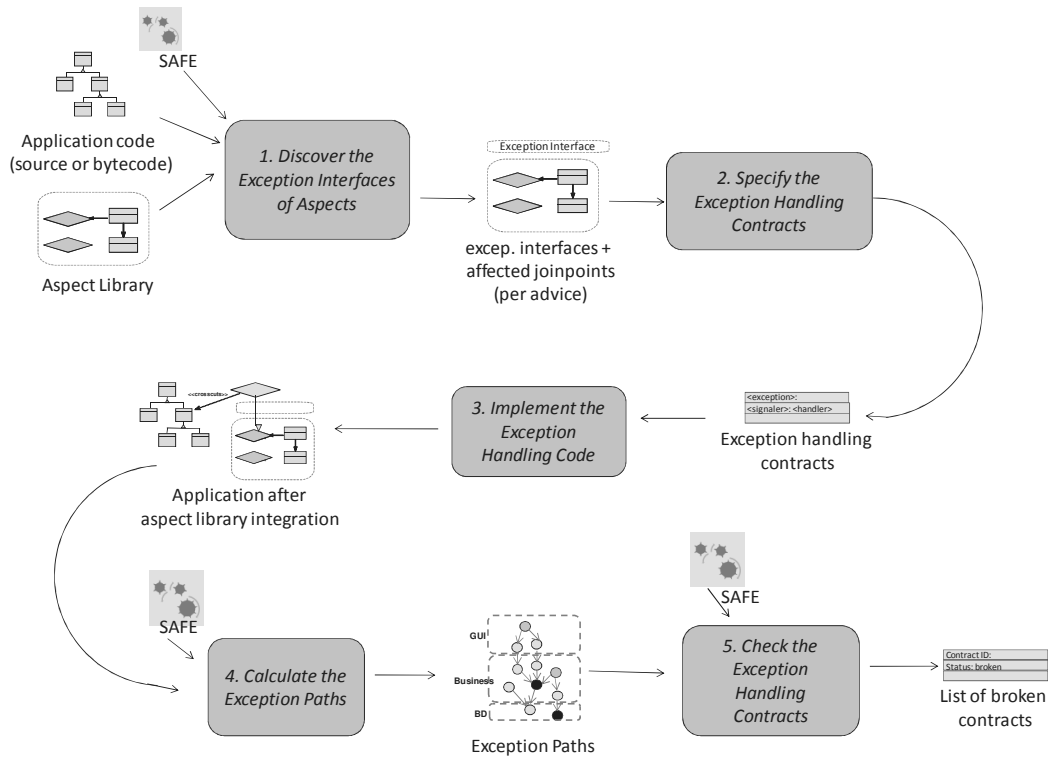 SAFE
Application code
(source or bytecode)
Aspect Library
1. Discover the
Exception Interfaces
of Aspects
Exception Interface
excep. interfaces +
affected joinpoints
(per advice)
2. Specify the
Exception Handling
Contracts
<exception>:
<signaler>: <handler>
Exception handling
contracts
3. Implement the
Exception
Handling Code
<<crosscuts>>
Application after
aspect library integration
SAFE
4. Calculate the
Exception Paths
GUI
Business
BD
Exception Paths
SAFE
5. Check the
Exception
Handling
Contracts
Contract ID:
Status: broken
List of broken
contracts